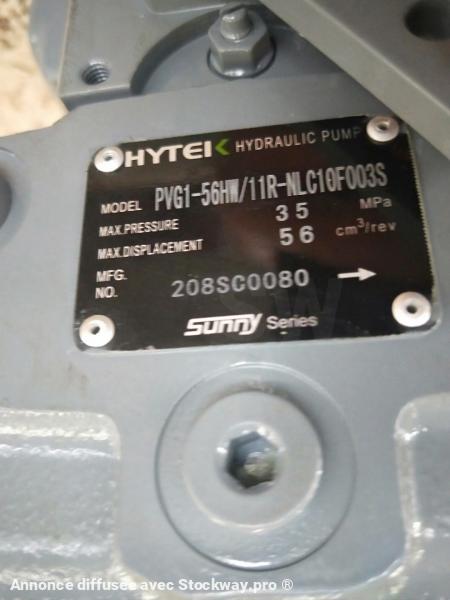 HYTEK HYDRAULIC PUMP
MODEL PVG1-56HW/11R-NLC10F003S
MAX.PRESSURE 35 MPa
MAX.DISPLACEMENT 56 cm³/rev
MFG. NO. 208SC0080 →
Sunny Series
SW
Annonce diffusée avec Stockway.pro ®